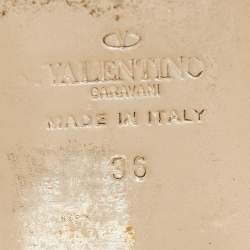 VALENTINO
GARAVANI
MADE IN ITALY
36